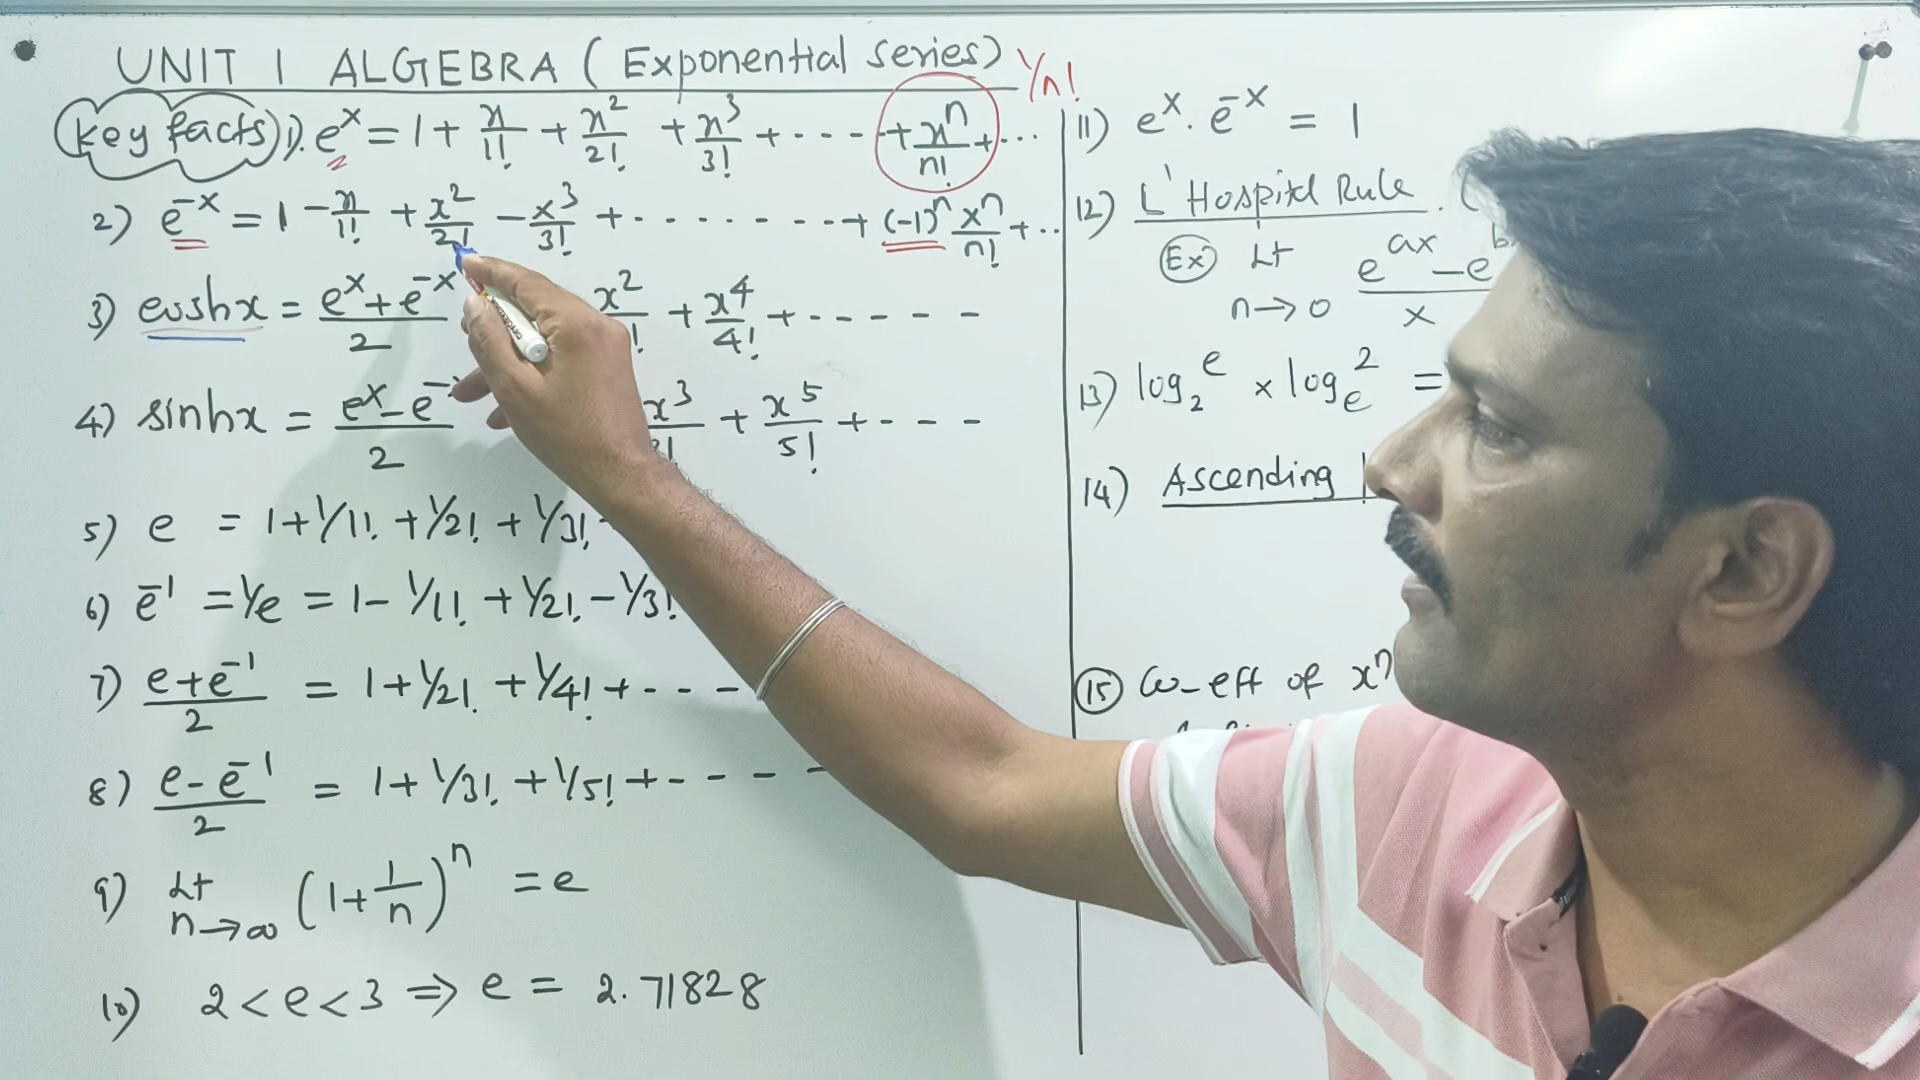 UNIT 1 ALGEBRA (Exponential series)
Key facts 1). e^x = 1 + x/1! + x^2/2! + x^3/3! + - - - + x^n/n! + ...
1/n!
2) e^-x = 1 - x/1! + x^2/2! - x^3/3! + - - - - - - - + (-1)^n x^n/n! + ..
3) coshx = e^x + e^-x / 2 x^2/ ! + x^4/4! + - - - - -
4) sinhx = e^x - e^- / 2 x^3/ ! + x^5/5! + - - -
5) e = 1 + 1/1! + 1/2! + 1/3!
6) e^-1 = 1/e = 1 - 1/1! + 1/2! - 1/3!
7) e + e^-1 / 2 = 1 + 1/2! + 1/4! + - - - -
8) e - e^-1 / 2 = 1 + 1/3! + 1/5! + - - - -
9) Lt n→∞ (1 + 1/n)^n = e
10) 2 < e < 3 ⇒ e = 2.71828
11) e^x . e^-x = 1
12) L' Hospital Rule. (
Ex Lt n→0 e^ax - e^b / x
13) log_2 e × log_e 2 =
14) Ascending
15 Co-eff of x^n